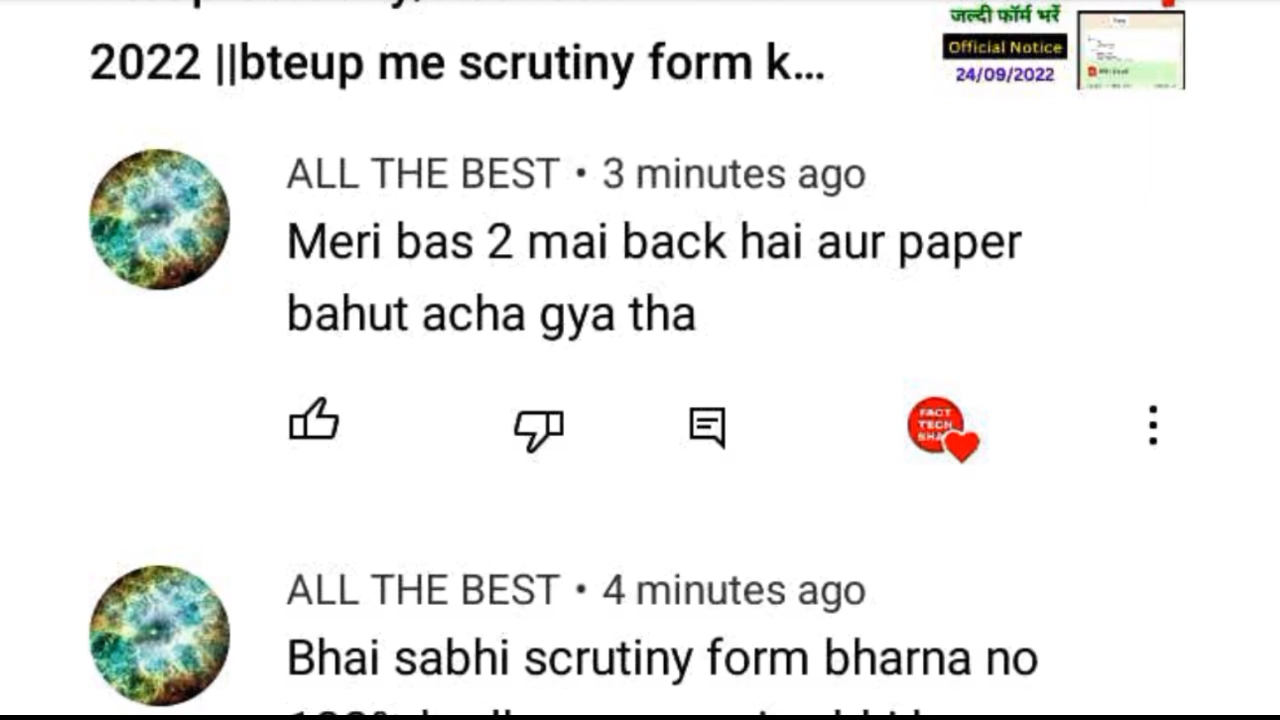 2022 ||bteup me scrutiny form k...
जल्दी फॉर्म भरें
Official Notice
24/09/2022
ALL THE BEST • 3 minutes ago
Meri bas 2 mai back hai aur paper
bahut acha gya tha
FACT
TECH
ALL THE BEST • 4 minutes ago
Bhai sabhi scrutiny form bharna no